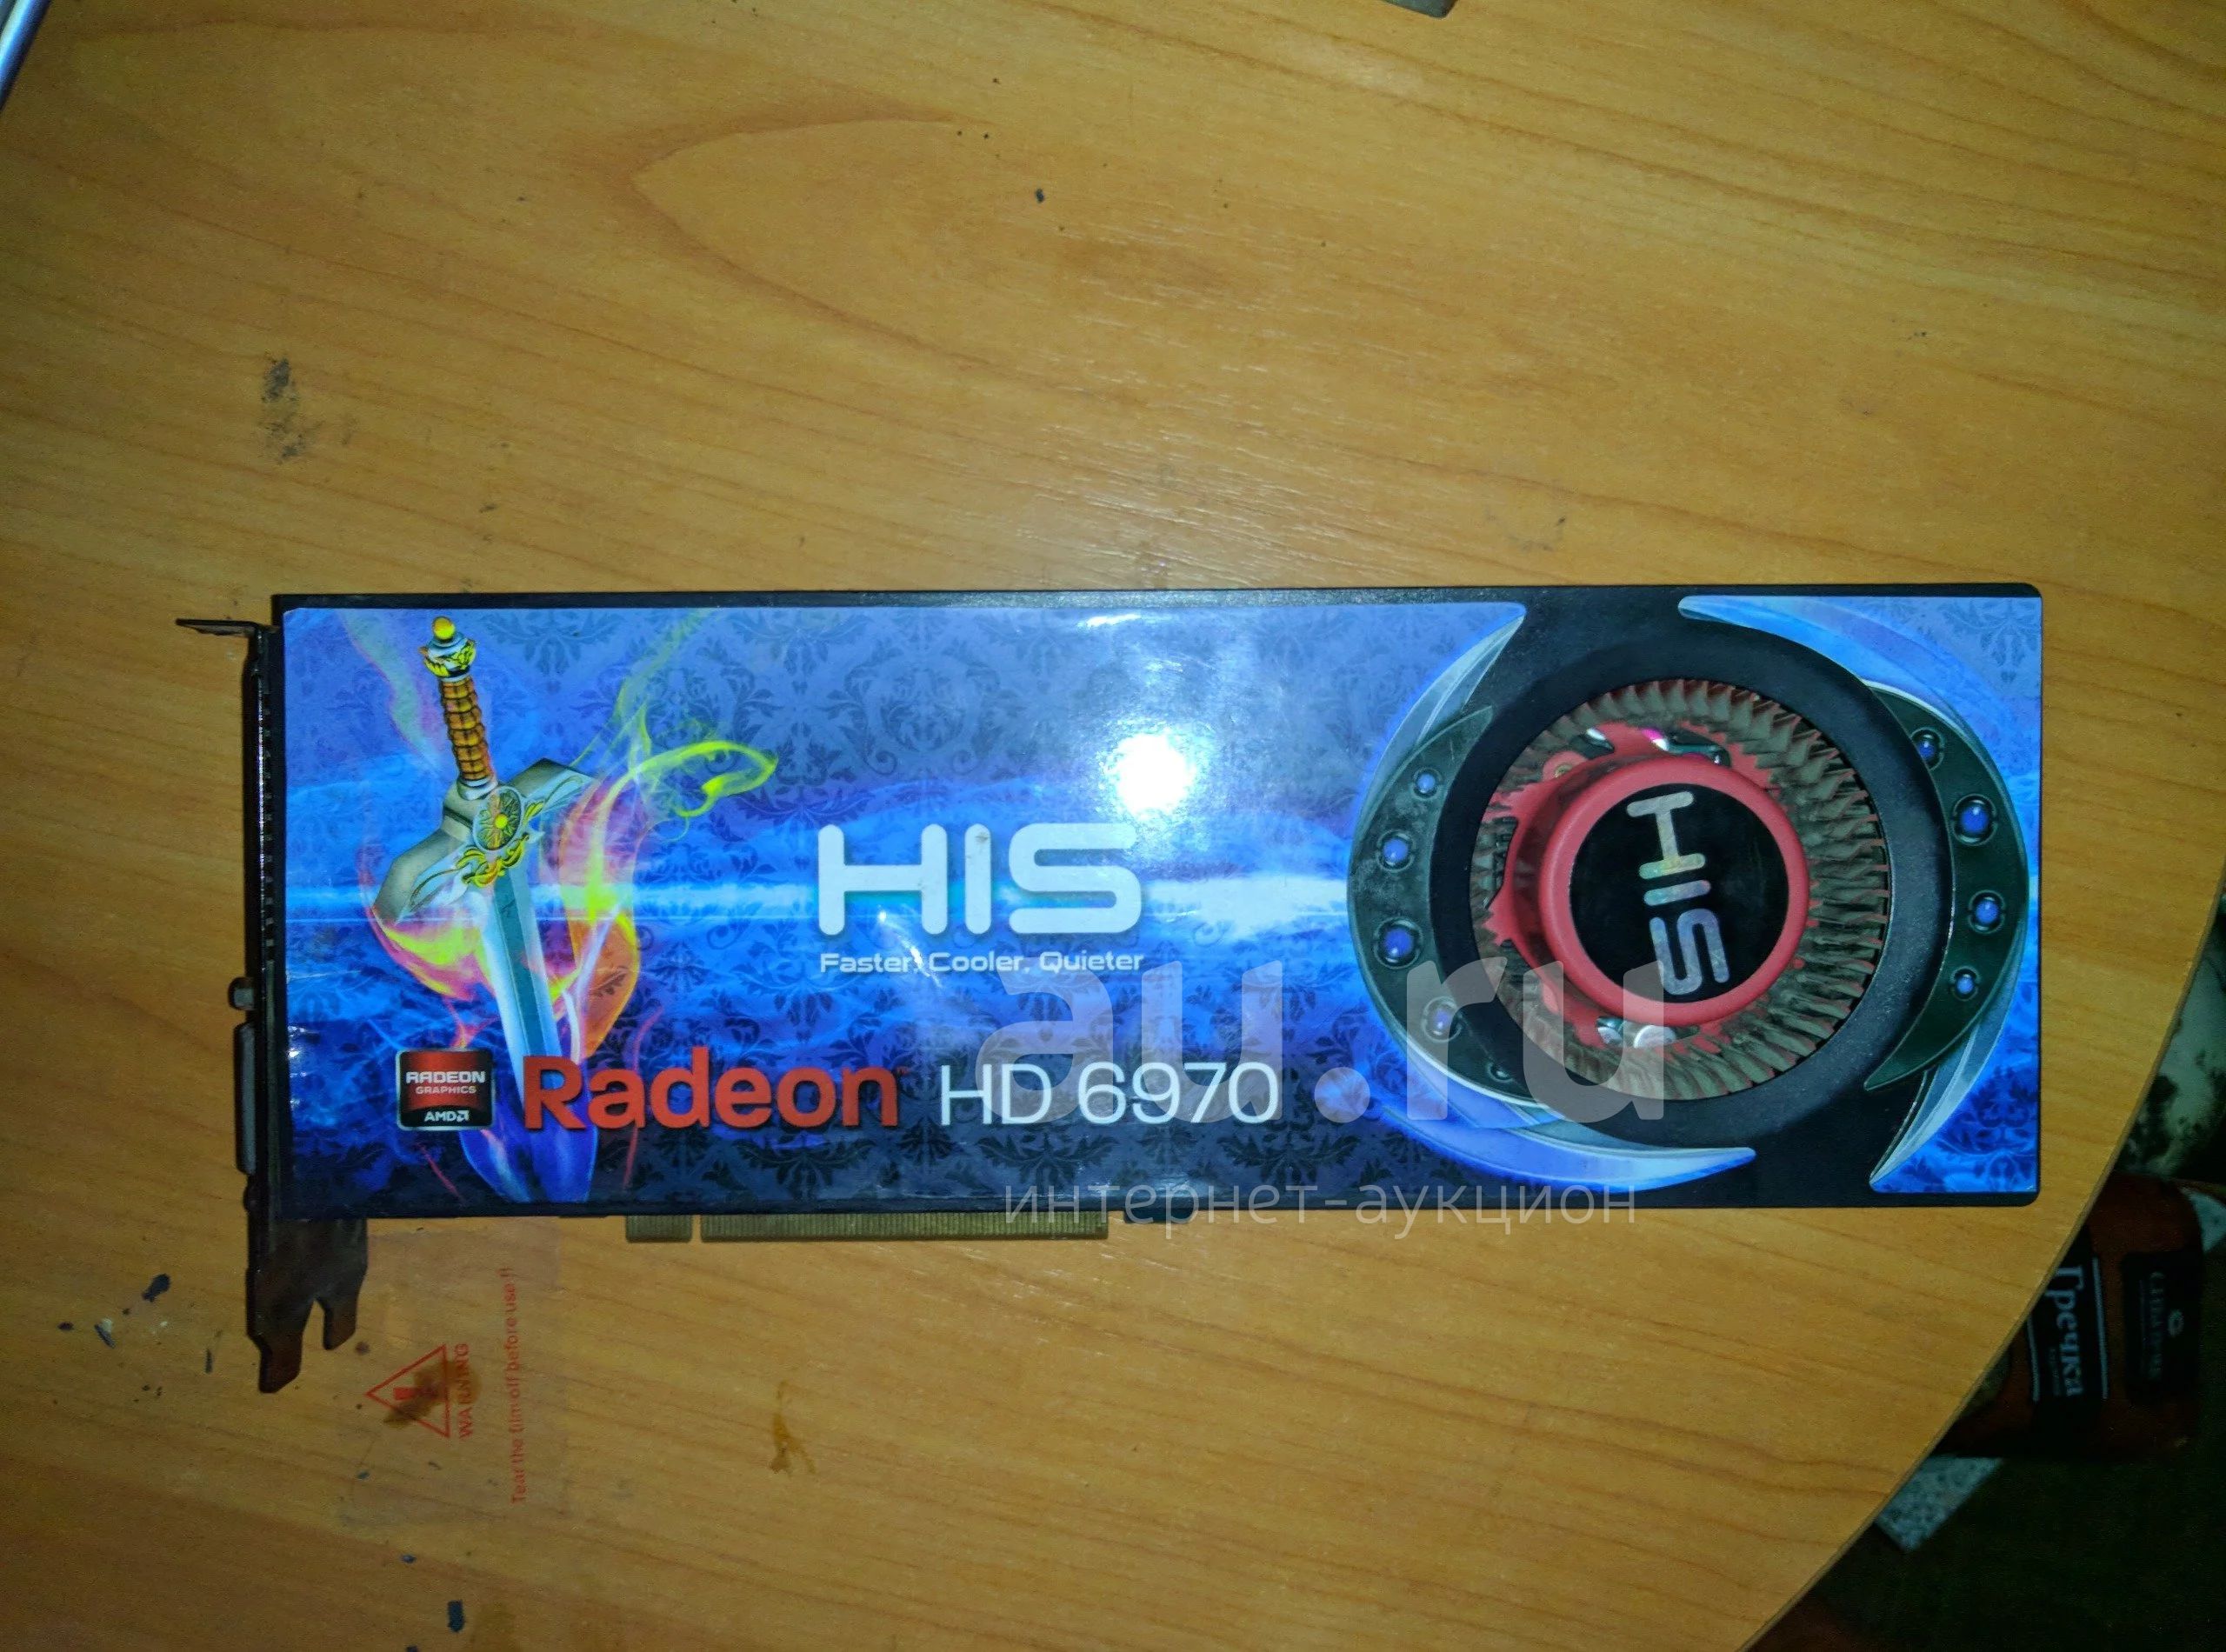 HIS
Faster, Cooler, Quieter
HIS
RADEON
GRAPHICS
AMD
Radeon HD 6970
au.ru
интернет-аукцион
WARNING
Tear the film off before use!!
Гречка